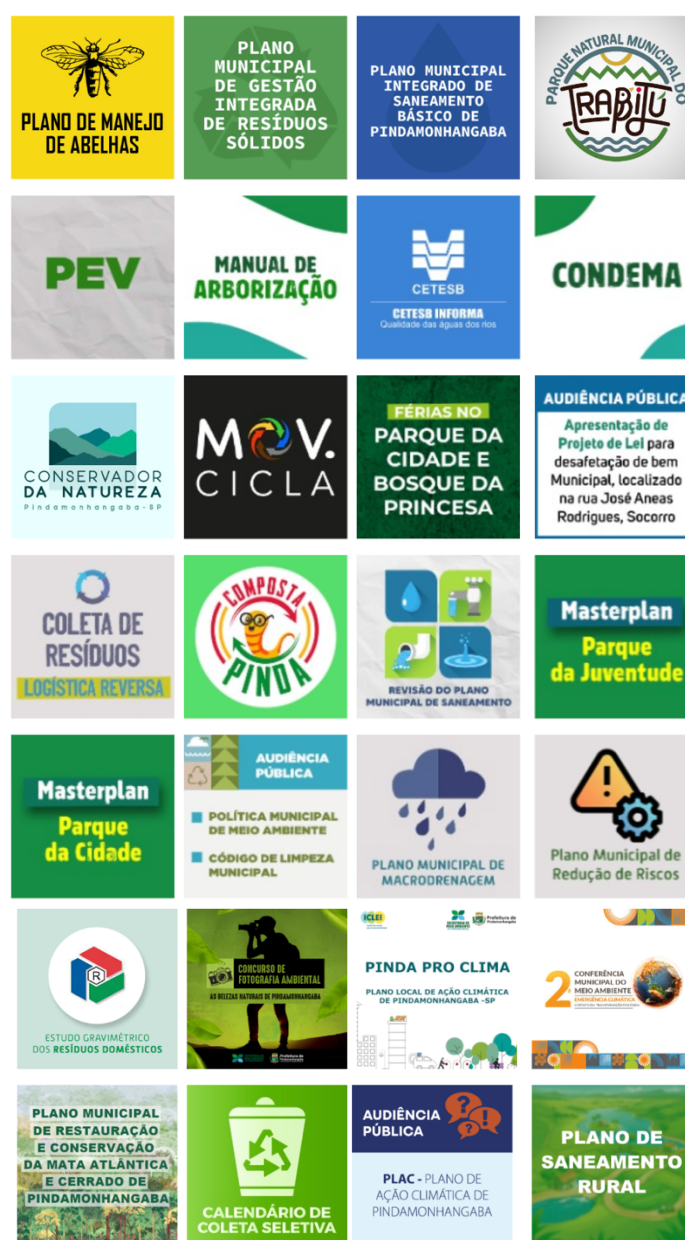 PLANO DE MANEJO
DE ABELHAS
PLANO
MUNICIPAL
DE GESTÃO
INTEGRADA
DE RESÍDUOS
SÓLIDOS
PLANO MUNICIPAL
INTEGRADO DE
SANEAMENTO
BÁSICO DE
PINDAMONHANGABA
PARQUE NATURAL MUNICIPAL DO
TRABIJU
PEV
MANUAL DE
ARBORIZAÇÃO
CETESB
CETESB INFORMA
Qualidade das águas dos rios
CONDEMA
CONSERVADOR
DA NATUREZA
Pindamonhangaba-SP
MOV.
CICLA
FÉRIAS NO
PARQUE DA
CIDADE E
BOSQUE DA
PRINCESA
AUDIÊNCIA PÚBLICA
Apresentação de
Projeto de Lei para
desafetação de bem
Municipal, localizado
na rua José Aneas
Rodrigues, Socorro
COLETA DE
RESÍDUOS
LOGÍSTICA REVERSA
COMPOSTA
PINDA
REVISÃO DO PLANO
MUNICIPAL DE SANEAMENTO
Masterplan
Parque
da Juventude
Masterplan
Parque
da Cidade
AUDIÊNCIA
PÚBLICA
POLÍTICA MUNICIPAL
DE MEIO AMBIENTE
CÓDIGO DE LIMPEZA
MUNICIPAL
PLANO MUNICIPAL DE
MACRODRENAGEM
Plano Municipal de
Redução de Riscos
R
ESTUDO GRAVIMÉTRICO
DOS RESÍDUOS DOMÉSTICOS
CONCURSO DE
FOTOGRAFIA AMBIENTAL
AS BELEZAS NATURAIS DE PINDAMONHANGABA
Prefeitura de
Pindamonhangaba
ICLEI
Prefeitura de
Pindamonhangaba
PINDA PRO CLIMA
PLANO LOCAL DE AÇÃO CLIMÁTICA
DE PINDAMONHANGABA -SP
2ª
CONFERÊNCIA
MUNICIPAL DO
MEIO AMBIENTE
EMERGÊNCIA CLIMÁTICA
PLANO MUNICIPAL
DE RESTAURAÇÃO
E CONSERVAÇÃO
DA MATA ATLÂNTICA
E CERRADO DE
PINDAMONHANGABA
CALENDÁRIO DE
COLETA SELETIVA
AUDIÊNCIA
PÚBLICA
PLAC - PLANO DE
AÇÃO CLIMÁTICA DE
PINDAMONHANGABA
PLANO DE
SANEAMENTO
RURAL